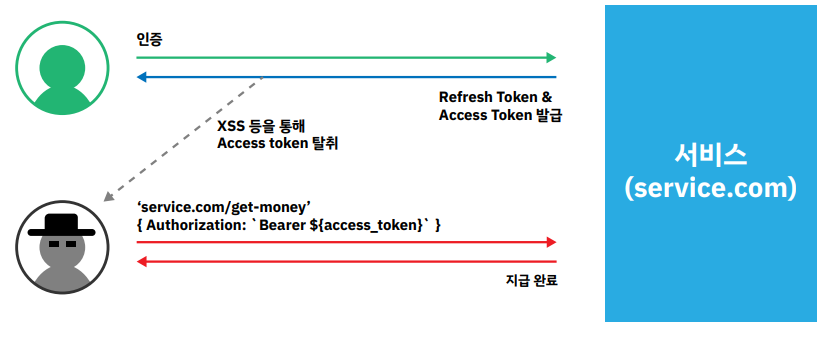 인증
Refresh Token &
Access Token 발급
XSS 등을 통해
Access token 탈취
서비스
(service.com)
‘service.com/get-money’
{ Authorization: `Bearer ${access_token}` }
지급 완료